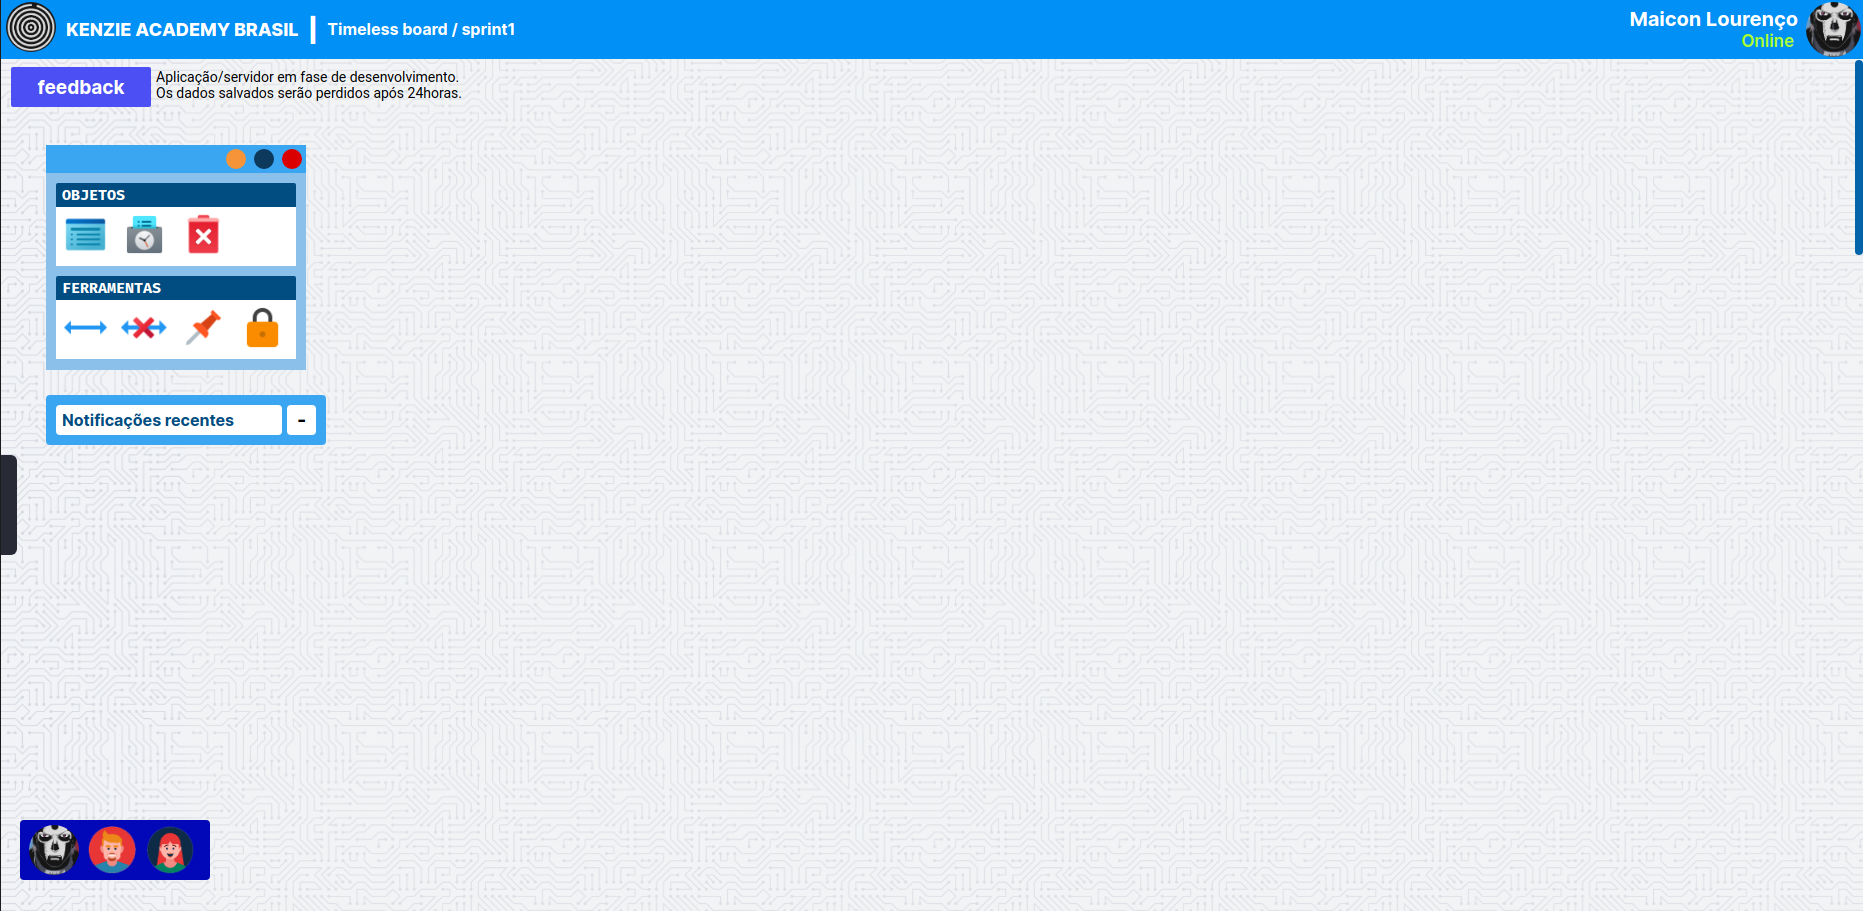 KENZIE ACADEMY BRASIL | Timeless board / sprint1
Maicon Lourenço
Online
feedback
Aplicação/servidor em fase de desenvolvimento.
Os dados salvados serão perdidos após 24horas.
OBJETOS
FERRAMENTAS
Notificações recentes -